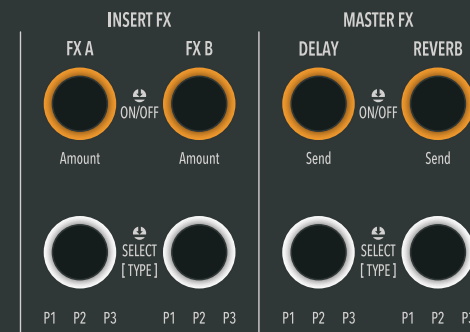 INSERT FX
MASTER FX
FX A
FX B
DELAY
REVERB
ON/OFF
ON/OFF
Amount
Amount
Send
Send
SELECT
[ TYPE ]
SELECT
[ TYPE ]
P1 P2 P3
P1 P2 P3
P1 P2 P3
P1 P2 P3